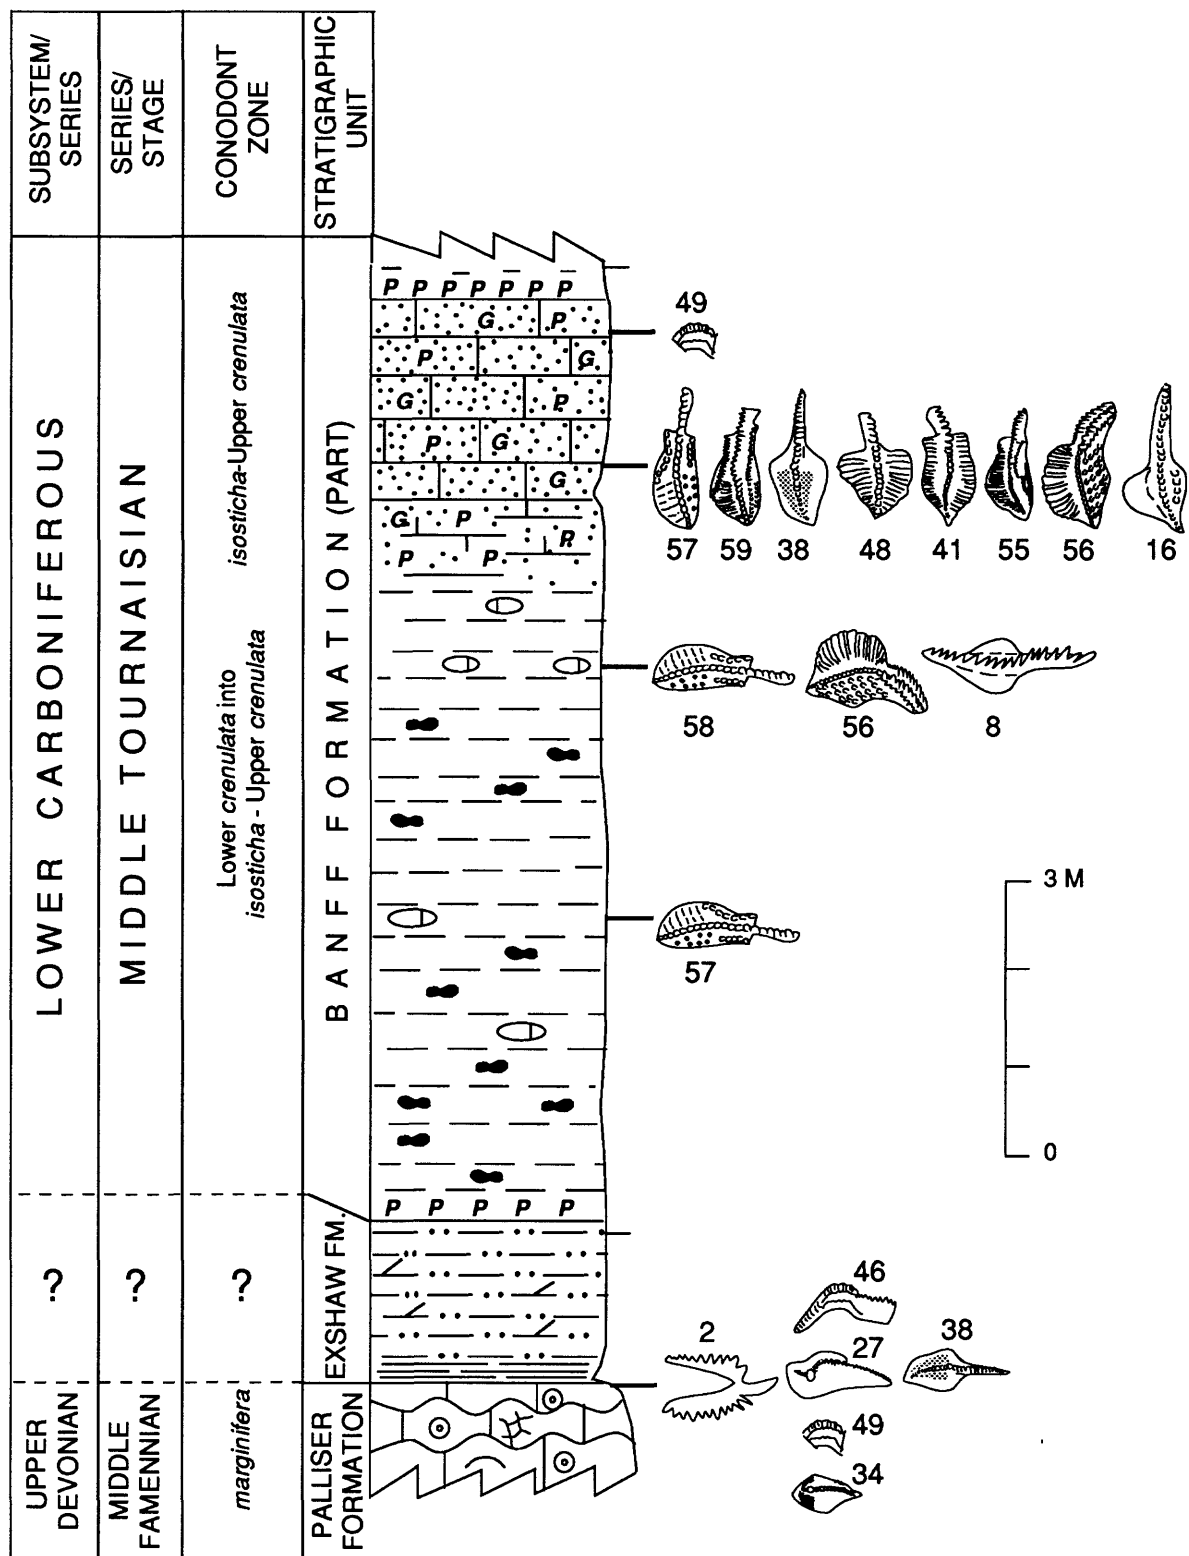 SUBSYSTEM/
SERIES
SERIES/
STAGE
CONODONT
ZONE
STRATIGRAPHIC
UNIT
LOWER CARBONIFEROUS
MIDDLE TOURNAISIAN
isosticha-Upper crenulata
Lower crenulata into
isosticha - Upper crenulata
BANFF FORMATION (PART)
P P P P P P P
G P
P G
G P
P G
G
G P P
P P
49
57 59 38 48 41 55 56 16
58 56 8
57
3 M
0
P P P P P
? ? ?
EXSHAW FM.
46
2 27 38
49
34
UPPER
DEVONIAN
MIDDLE
FAMENNIAN
marginifera
PALLISER
FORMATION